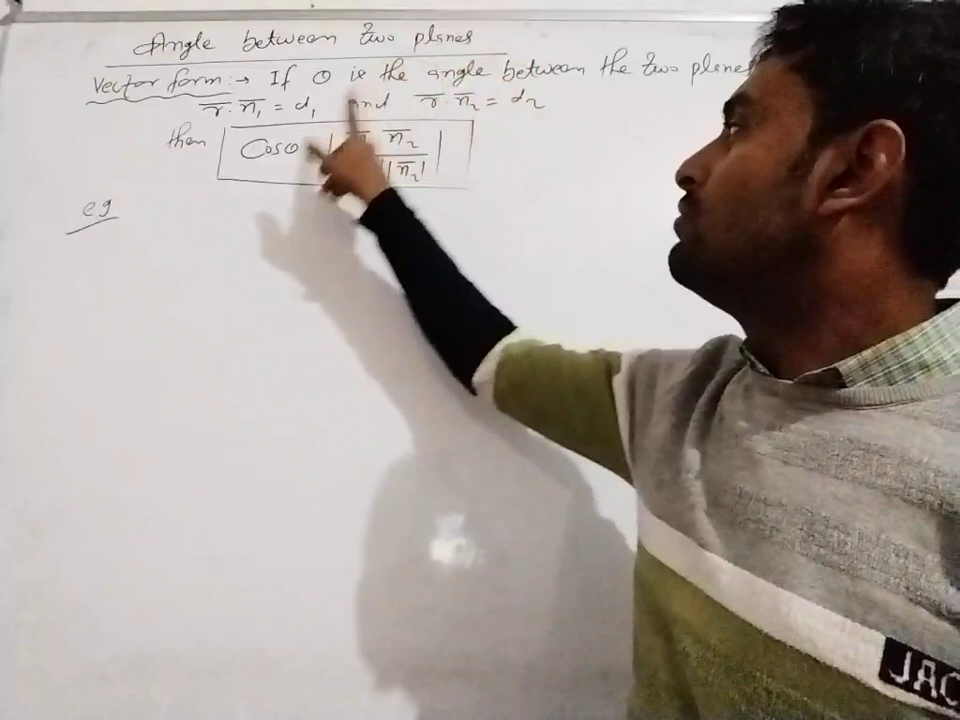 Angle between two planes
Vector form:→ If θ is the angle between the two planes
r̅·n̅₁ = d₁ and r̅·n̅₂ = d₂
then Cosθ n̅₂ |n̅₂|
eg
JAC